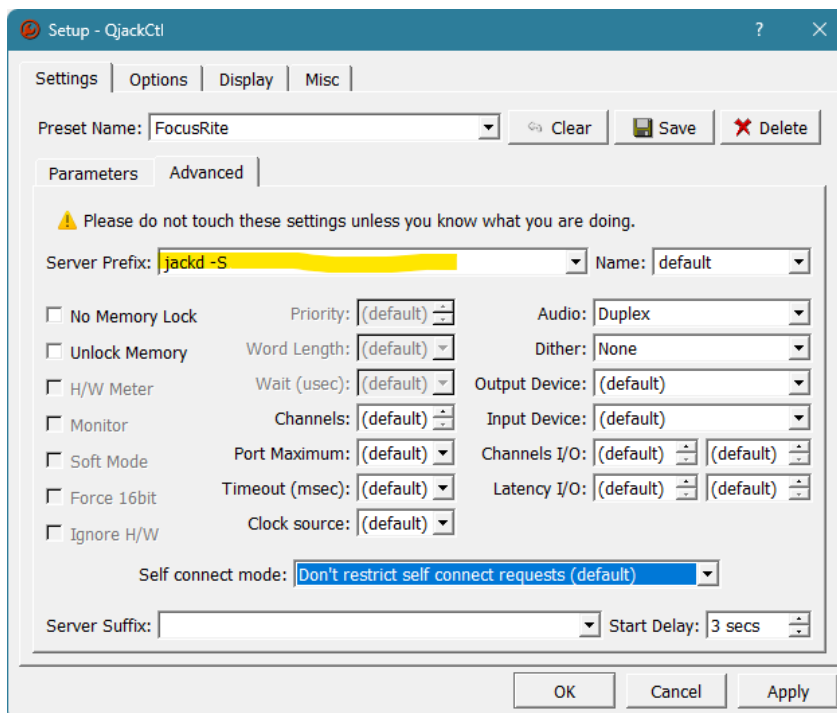 Setup - QjackCtl ?
Settings Options Display Misc
Preset Name: FocusRite Clear Save Delete
Parameters Advanced
Please do not touch these settings unless you know what you are doing.
Server Prefix: jackd -S Name: default
No Memory Lock Priority: (default) Audio: Duplex
Unlock Memory Word Length: (default) Dither: None
H/W Meter Wait (usec): (default) Output Device: (default)
Monitor Channels: (default) Input Device: (default)
Soft Mode Port Maximum: (default) Channels I/O: (default) (default)
Force 16bit Timeout (msec): (default) Latency I/O: (default) (default)
Ignore H/W Clock source: (default)
Self connect mode: Don't restrict self connect requests (default)
Server Suffix: Start Delay: 3 secs
OK Cancel Apply